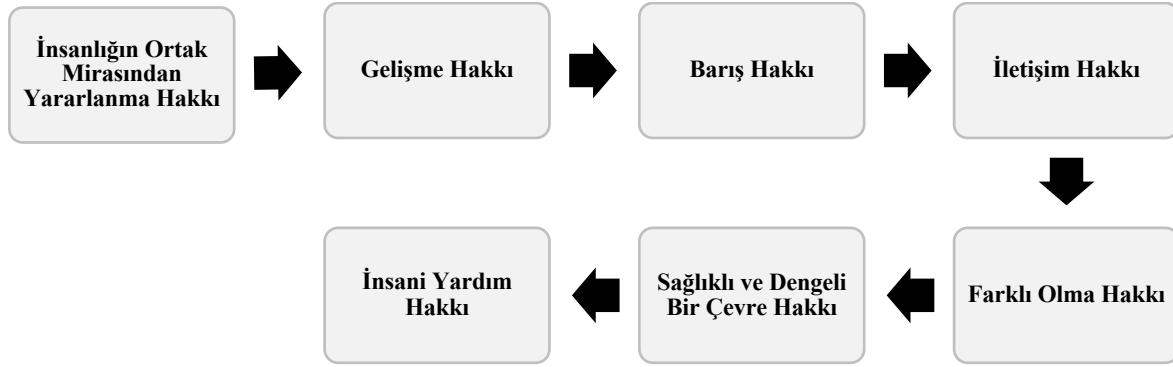 İnsanlığın Ortak
Mirasından
Yararlanma Hakkı
Gelişme Hakkı
Barış Hakkı
İletişim Hakkı
Farklı Olma Hakkı
Sağlıklı ve Dengeli
Bir Çevre Hakkı
İnsani Yardım
Hakkı